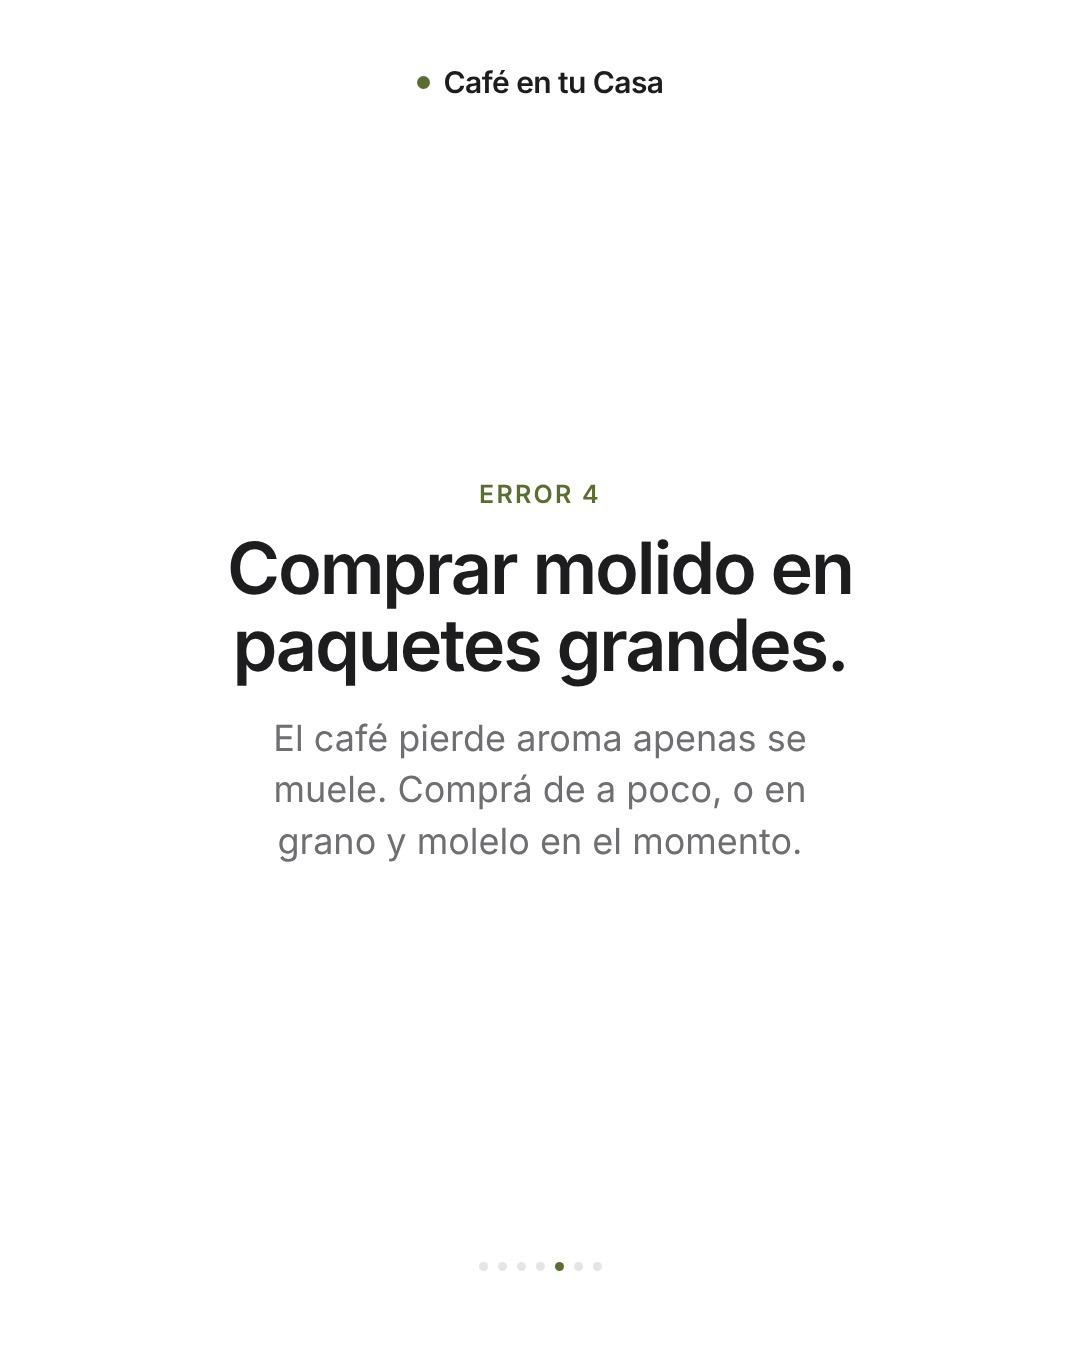 Café en tu Casa
ERROR 4
Comprar molido en
paquetes grandes.
El café pierde aroma apenas se
muele. Comprá de a poco, o en
grano y molelo en el momento.